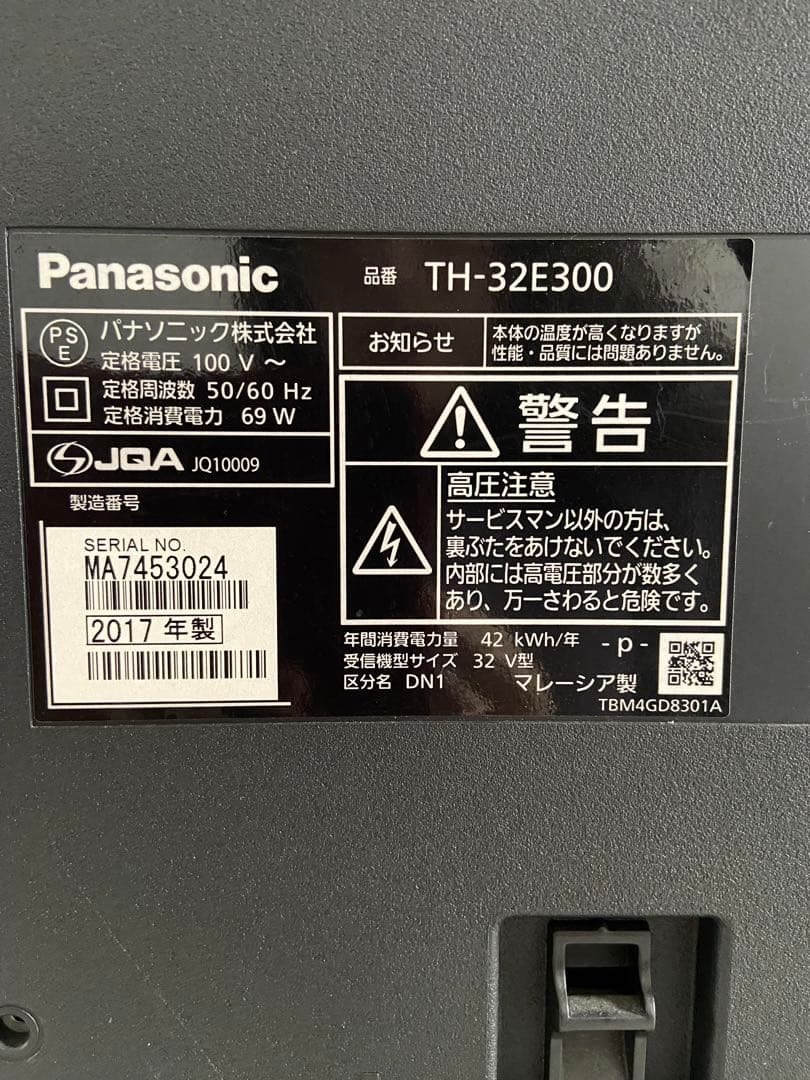 Panasonic
品番 TH-32E300
PS
E
パナソニック株式会社
定格電圧 100 V ～
定格周波数 50/60 Hz
定格消費電力 69 W
JQA JQ10009
製造番号
SERIAL NO.
MA7453024
2017 年製
お知らせ
本体の温度が高くなりますが
性能・品質には問題ありません。
警告
高圧注意
サービスマン以外の方は、
裏ぶたをあけないでください。
内部には高電圧部分が数多く
あり、万一さわると危険です。
年間消費電力量 42 kWh/年
受信機型サイズ 32 V型
区分名 DN1
- p -
マレーシア製
TBM4GD8301A